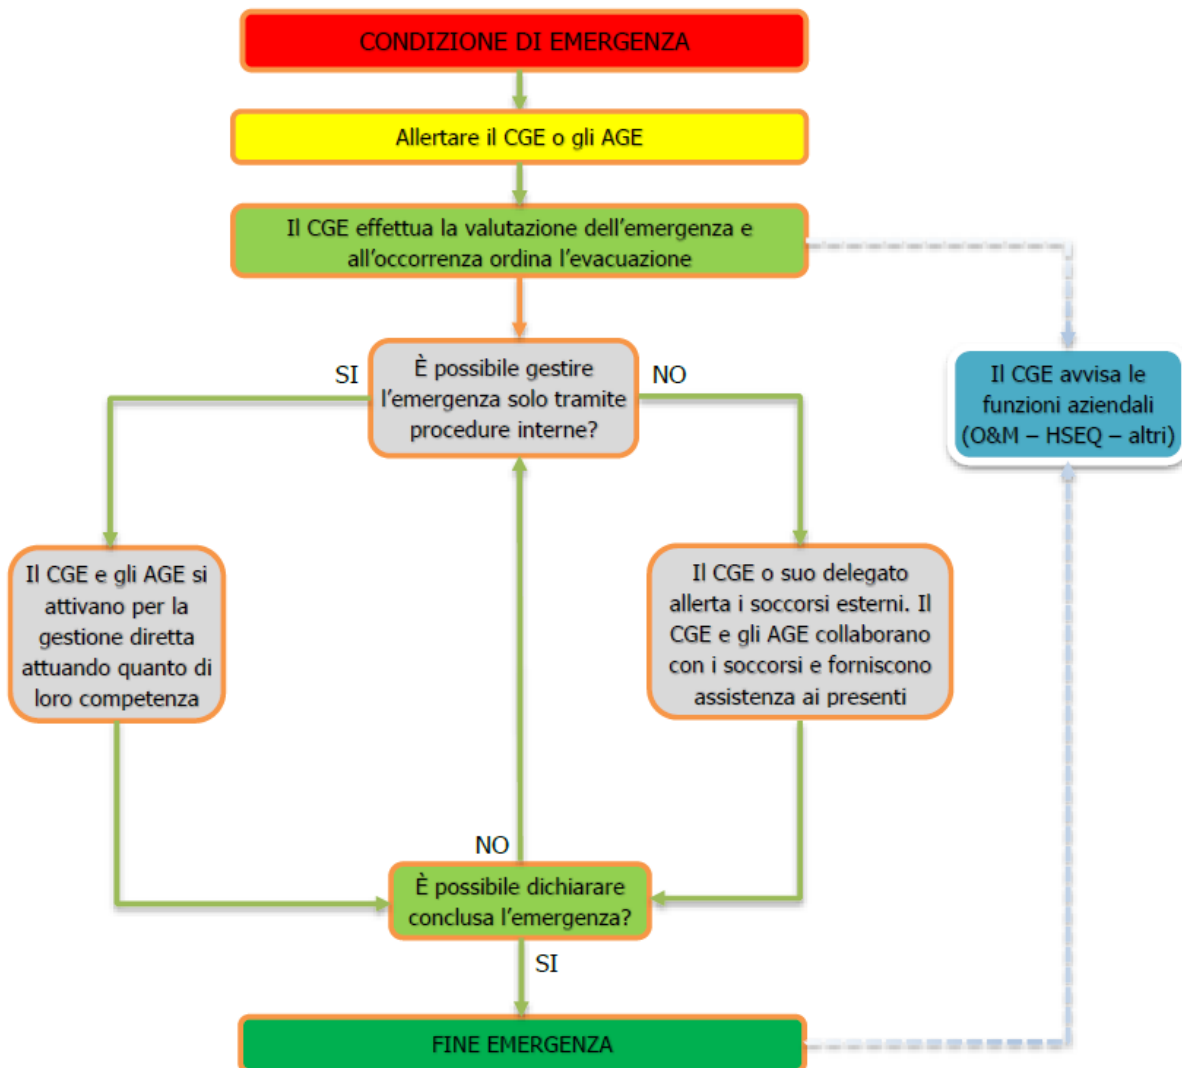 CONDIZIONE DI EMERGENZA
Allertare il CGE o gli AGE
Il CGE effettua la valutazione dell'emergenza e
all'occorrenza ordina l'evacuazione
SI
È possibile gestire
l'emergenza solo tramite
procedure interne?
NO
Il CGE avvisa le
funzioni aziendali
(O&M – HSEQ – altri)
Il CGE e gli AGE si
attivano per la
gestione diretta
attuando quanto di
loro competenza
Il CGE o suo delegato
allerta i soccorsi esterni. Il
CGE e gli AGE collaborano
con i soccorsi e forniscono
assistenza ai presenti
NO
È possibile dichiarare
conclusa l'emergenza?
SI
FINE EMERGENZA